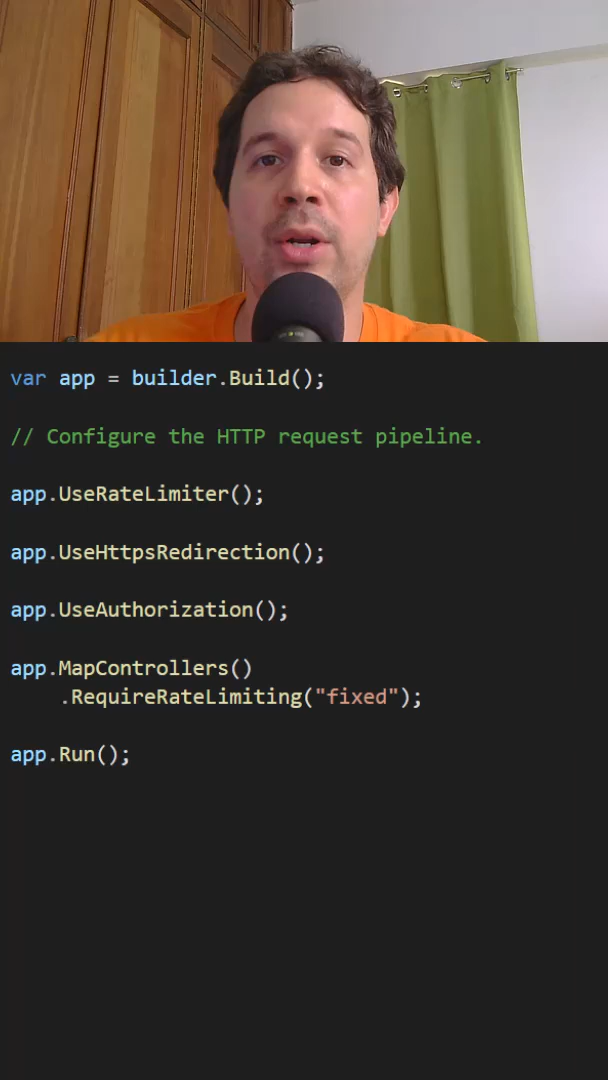 var app = builder.Build();
// Configure the HTTP request pipeline.
app.UseRateLimiter();
app.UseHttpsRedirection();
app.UseAuthorization();
app.MapControllers()
    .RequireRateLimiting("fixed");
app.Run();